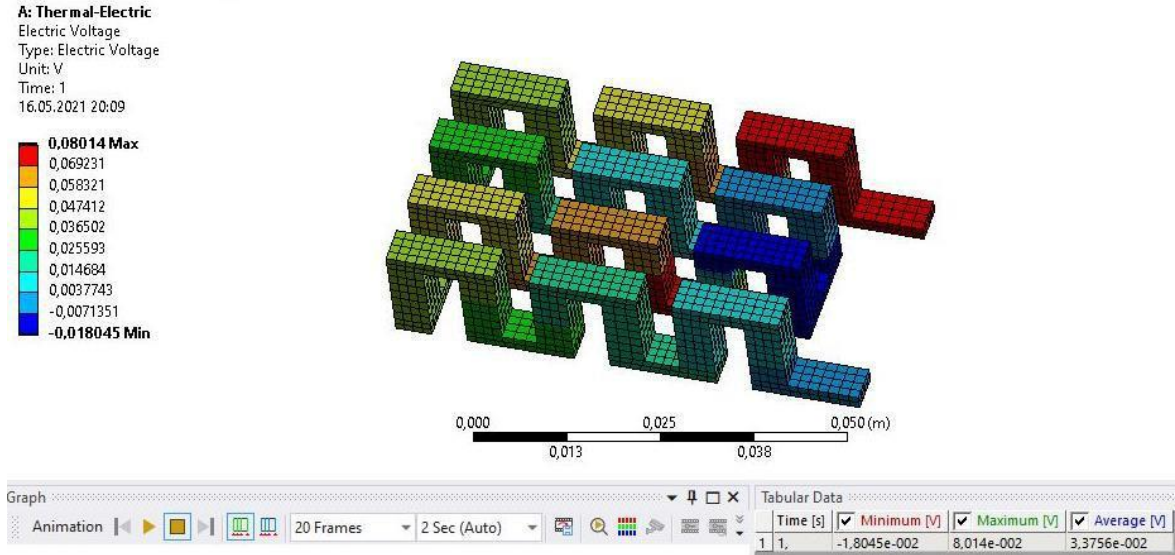 A: Thermal-Electric
Electric Voltage
Type: Electric Voltage
Unit: V
Time: 1
16.05.2021 20:09
0,08014 Max
0,069231
0,058321
0,047412
0,036502
0,025593
0,014684
0,0037743
-0,0071351
-0,018045 Min
0,000 0,025 0,050 (m)
0,013 0,038
Graph
Animation 20 Frames 2 Sec (Auto)
Tabular Data
Time [s] Minimum [V] Maximum [V] Average [V]
1 1, -1,8045e-002 8,014e-002 3,3756e-002